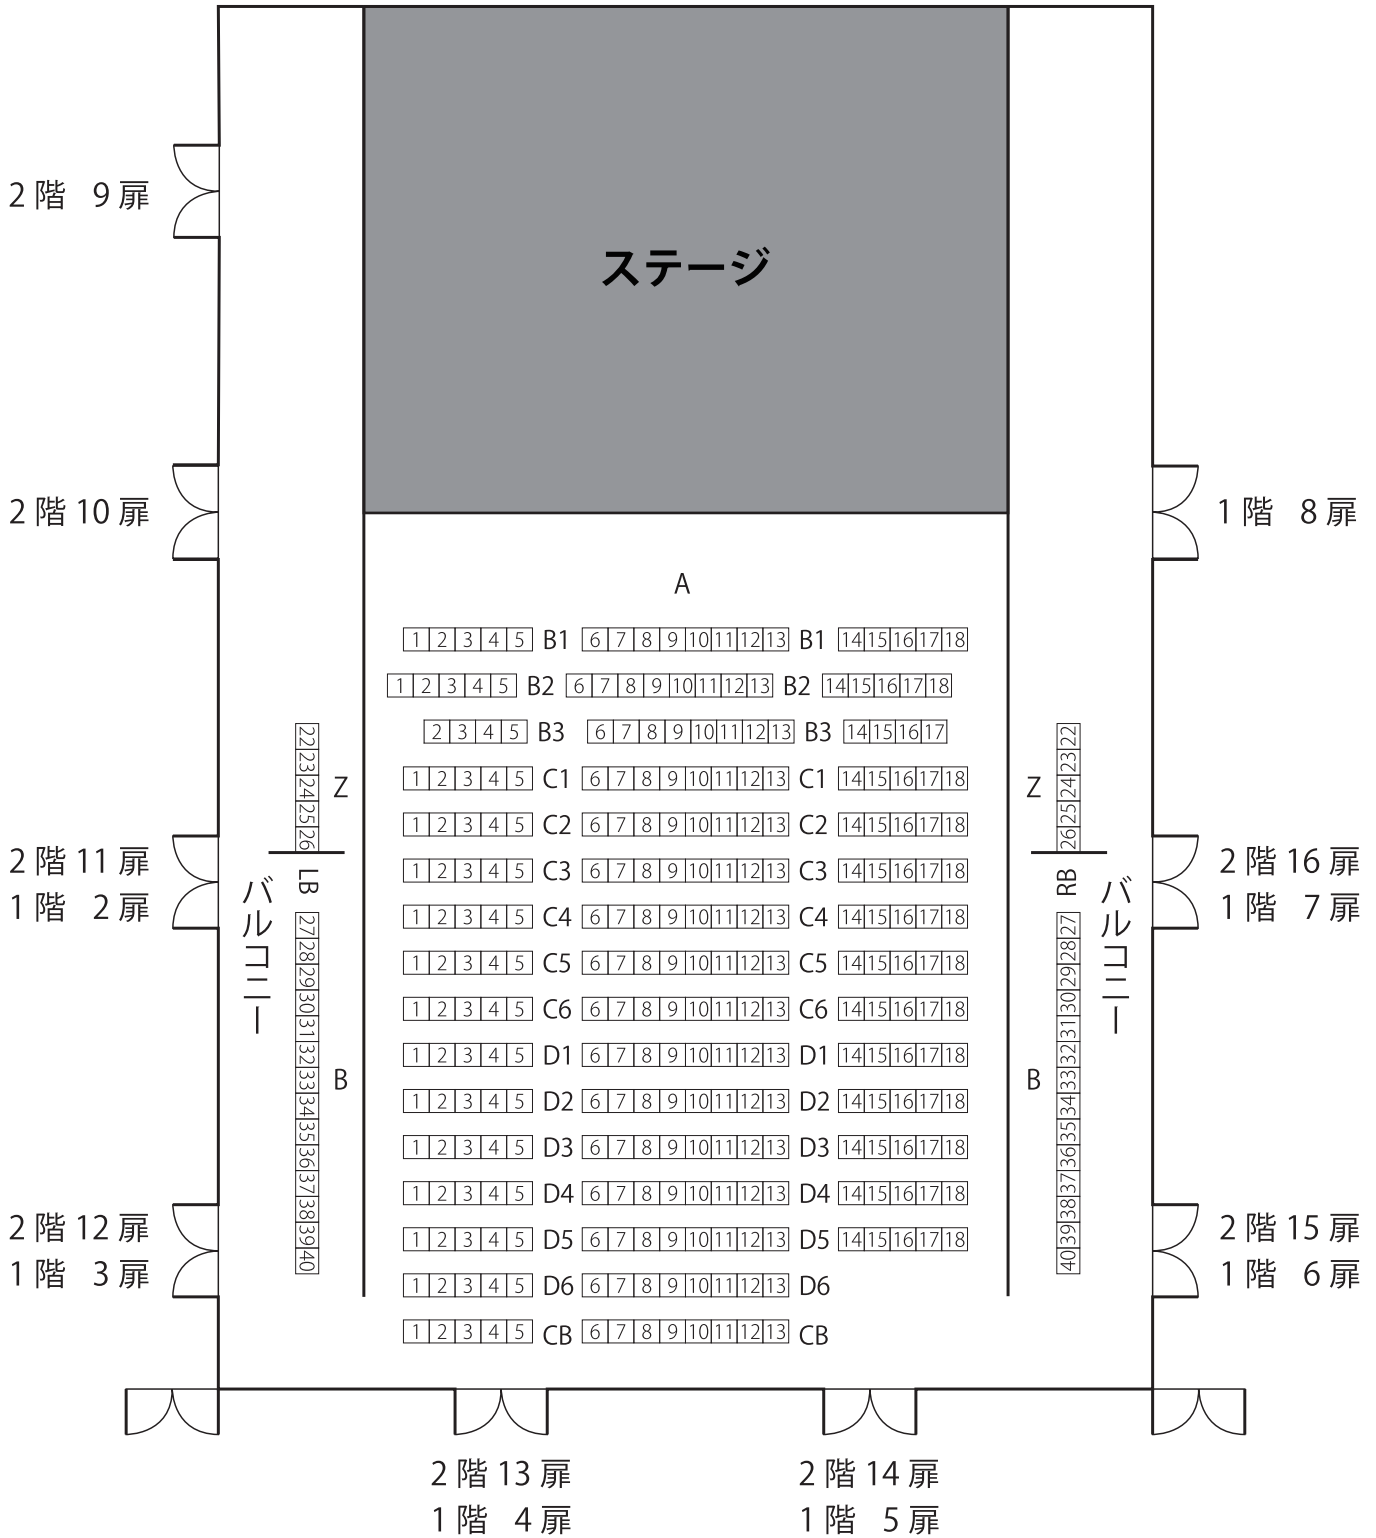 2 階 9 扉
ステージ
2 階 10 扉
1 階 8 扉
A
1 2 3 4 5 B1 6 7 8 9 10 11 12 13 B1 14 15 16 17 18
1 2 3 4 5 B2 6 7 8 9 10 11 12 13 B2 14 15 16 17 18
2 3 4 5 B3 6 7 8 9 10 11 12 13 B3 14 15 16 17
1 2 3 4 5 C1 6 7 8 9 10 11 12 13 C1 14 15 16 17 18
1 2 3 4 5 C2 6 7 8 9 10 11 12 13 C2 14 15 16 17 18
1 2 3 4 5 C3 6 7 8 9 10 11 12 13 C3 14 15 16 17 18
1 2 3 4 5 C4 6 7 8 9 10 11 12 13 C4 14 15 16 17 18
1 2 3 4 5 C5 6 7 8 9 10 11 12 13 C5 14 15 16 17 18
1 2 3 4 5 C6 6 7 8 9 10 11 12 13 C6 14 15 16 17 18
1 2 3 4 5 D1 6 7 8 9 10 11 12 13 D1 14 15 16 17 18
1 2 3 4 5 D2 6 7 8 9 10 11 12 13 D2 14 15 16 17 18
1 2 3 4 5 D3 6 7 8 9 10 11 12 13 D3 14 15 16 17 18
1 2 3 4 5 D4 6 7 8 9 10 11 12 13 D4 14 15 16 17 18
1 2 3 4 5 D5 6 7 8 9 10 11 12 13 D5 14 15 16 17 18
1 2 3 4 5 D6 6 7 8 9 10 11 12 13 D6
1 2 3 4 5 CB 6 7 8 9 10 11 12 13 CB
22 23 24 25 26 LB 27 28 29 30 31 32 33 34 35 36 37 38 39 40
Z
B
バルコニー
22 23 24 25 26 RB 27 28 29 30 31 32 33 34 35 36 37 38 39 40
Z
B
バルコニー
2 階 11 扉
1 階 2 扉
2 階 16 扉
1 階 7 扉
2 階 12 扉
1 階 3 扉
2 階 15 扉
1 階 6 扉
2 階 13 扉
1 階 4 扉
2 階 14 扉
1 階 5 扉